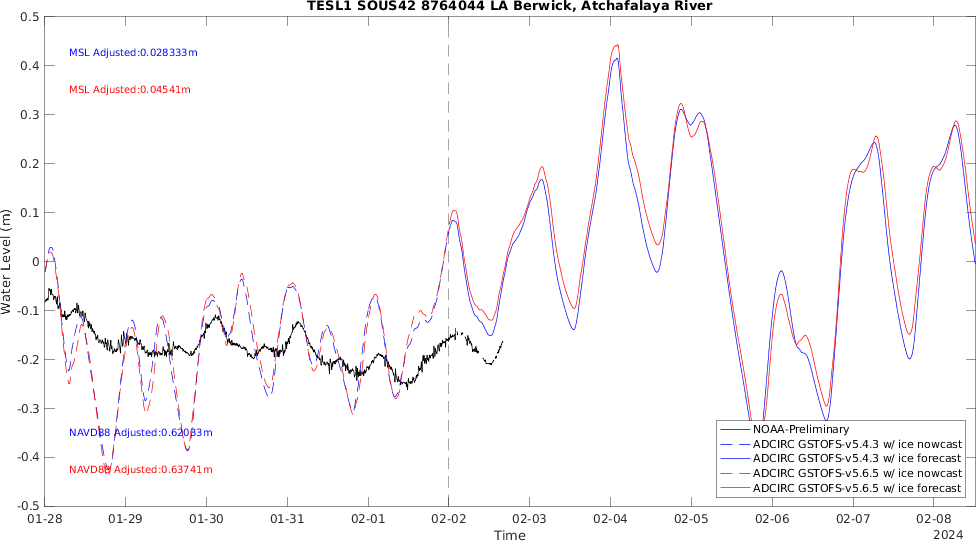 TESL1 SOUS42 8764044 LA Berwick, Atchafalaya River
0.5
MSL Adjusted:0.028333m
0.4
MSL Adjusted:0.04541m
0.3
0.2
0.1
Water Level (m)
0
-0.1
-0.2
-0.3
NAVD88 Adjusted:0.62033m
-0.4
NAVD88 Adjusted:0.63741m
-0.5
NOAA-Preliminary
ADCIRC GSTOFS-v5.4.3 w/ ice nowcast
ADCIRC GSTOFS-v5.4.3 w/ ice forecast
ADCIRC GSTOFS-v5.6.5 w/ ice nowcast
ADCIRC GSTOFS-v5.6.5 w/ ice forecast
01-28 01-29 01-30 01-31 02-01 02-02 02-03 02-04 02-05 02-06 02-07 02-08
Time
2024